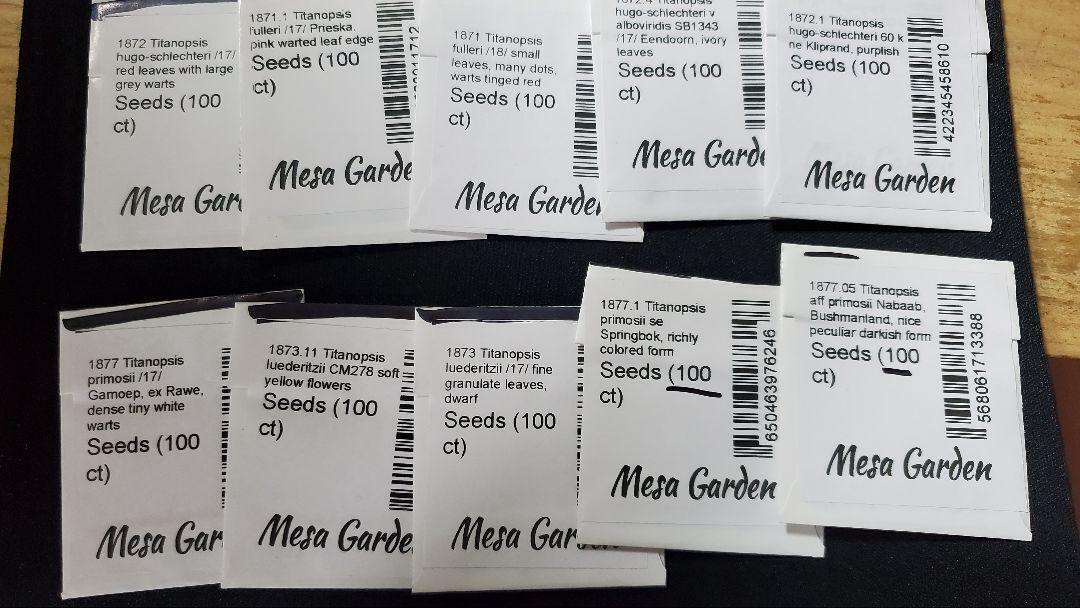 1872 Titanopsis
hugo-schlechteri /17/
red leaves with large
grey warts
Seeds (100
ct)
Mesa Gar
1871.1 Titanopsis
fulleri /17/ Prieska,
pink warted leaf edge
Seeds (100
ct)
Mesa Garde
1871 Titanopsis
fulleri /18/ small
leaves, many dots,
warts tinged red
Seeds (100
ct)
Mesa Garden
1872.4 Titanopsis
hugo-schlechteri v
alboviridis SB1343
/17/ Eendoorn, ivory
leaves
Seeds (100
ct)
Mesa Garde
1872.1 Titanopsis
hugo-schlechteri 60 k
ne Kliprand, purplish
Seeds (100
ct)
422345458610
Mesa Garden
1877 Titanopsis
primosii /17/
Gamoep, ex Rawe,
dense tiny white
warts
Seeds (100
ct)
Mesa Gar
1873.11 Titanopsis
luederitzii CM278 soft
yellow flowers
Seeds (100
ct)
Mesa Garde
1873 Titanopsis
luederitzii /17/ fine
granulate leaves,
dwarf
Seeds (100
ct)
Mesa Garden
1877.1 Titanopsis
primosii se
Springbok, richly
colored form
Seeds (100
ct)
650463976246
Mesa Garden
1877.05 Titanopsis
aff primosii Nabaab,
Bushmanland, nice
peculiar darkish form
Seeds (100
ct)
568061713388
Mesa Garden